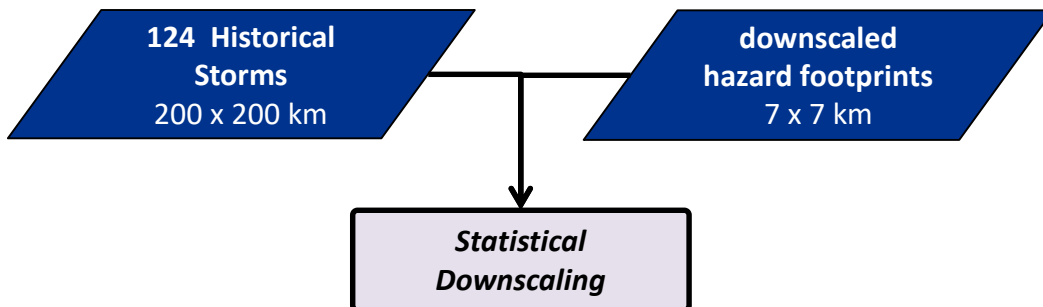 124 Historical
Storms
200 x 200 km
downscaled
hazard footprints
7 x 7 km
Statistical
Downscaling